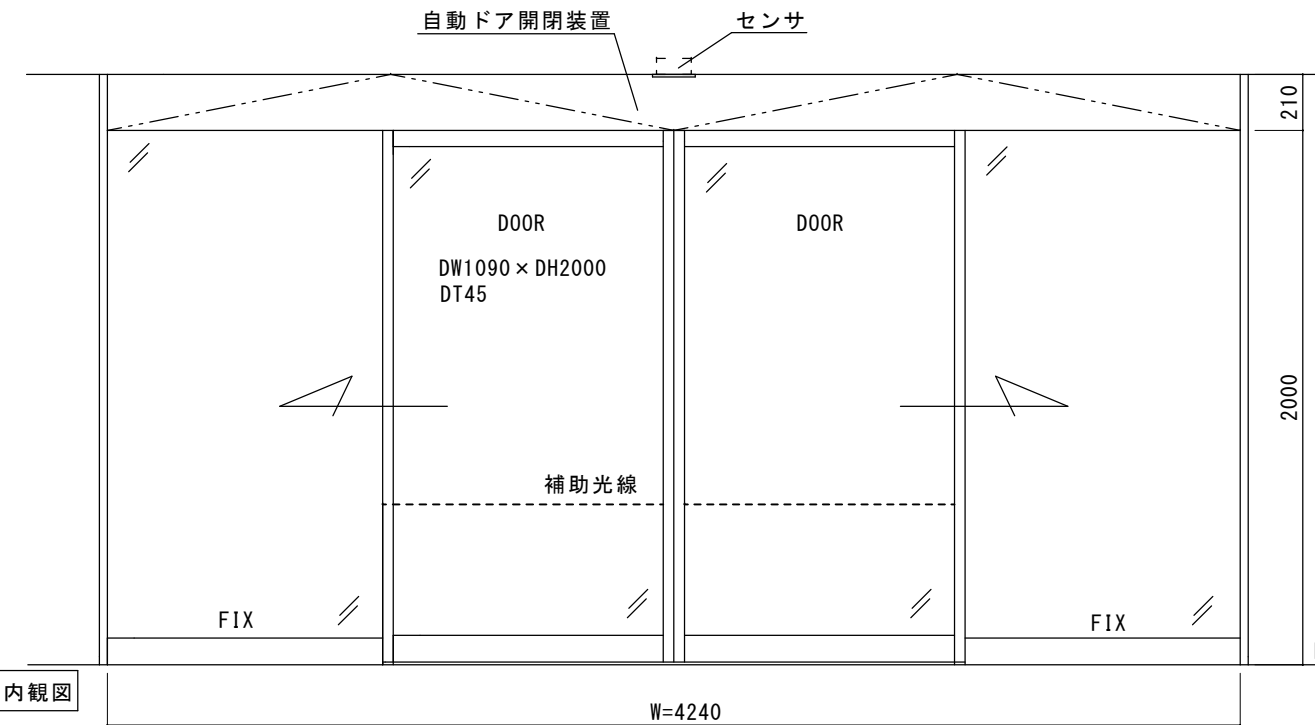 自動ドア開閉装置
センサ
210
DOOR
DOOR
DW1090×DH2000
DT45
2000
補助光線
FIX
FIX
内観図
W=4240